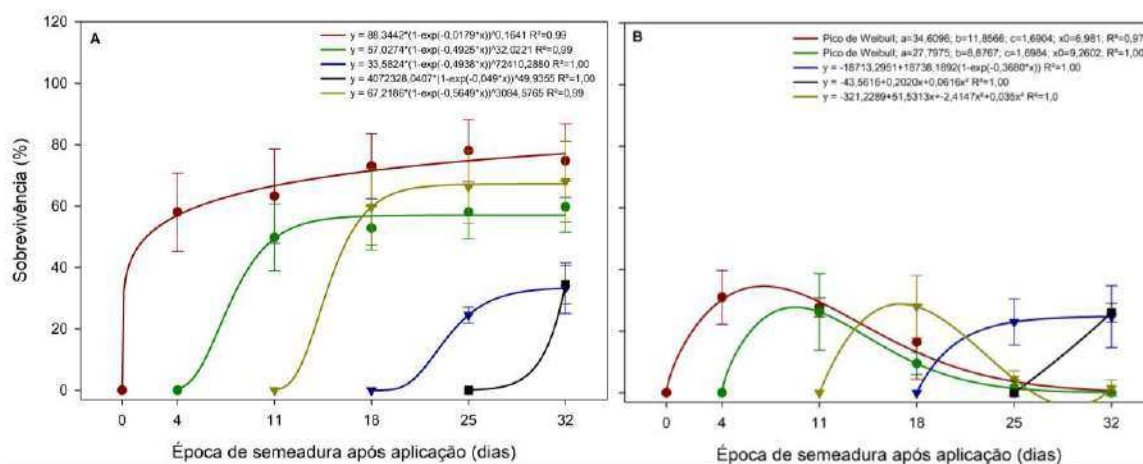 A
y = 88,3442*(1-exp(-0,0179*x))^0,1641 R²=0,99
y = 57,0274*(1-exp(-0,4925*x))^32,0221 R²=0,99
y = 33,5824*(1-exp(-0,4938*x))^72410,2880 R²=1,00
y = 4072328,0407*(1-exp(-0,049*x))^49,9355 R²=1,00
y = 67,2186*(1-exp(-0,5649*x))^3084,5765 R²=0,99
Sobrevivência (%)
120
100
80
60
40
20
0
0 4 11 18 25 32
Época de semeadura após aplicação (dias)
B
Pico de Weibull; a=34,6096; b=11,8566; c=1,6904; x0=6,981; R²=0,97
Pico de Weibull; a=27,7975; b=8,8767; c=1,6984; x0=9,2602; R²=1,00
y = -18713,2951+18738,1892(1-exp(-0,3680*x)) R²=1,00
y = -43,5616+0,2020x+0,0616x² R²=1,00
y = -321,2289+51,5313x+-2,4147x²+0,035x³ R²=1,0
0 4 11 18 25 32
Época de semeadura após aplicação (dias)